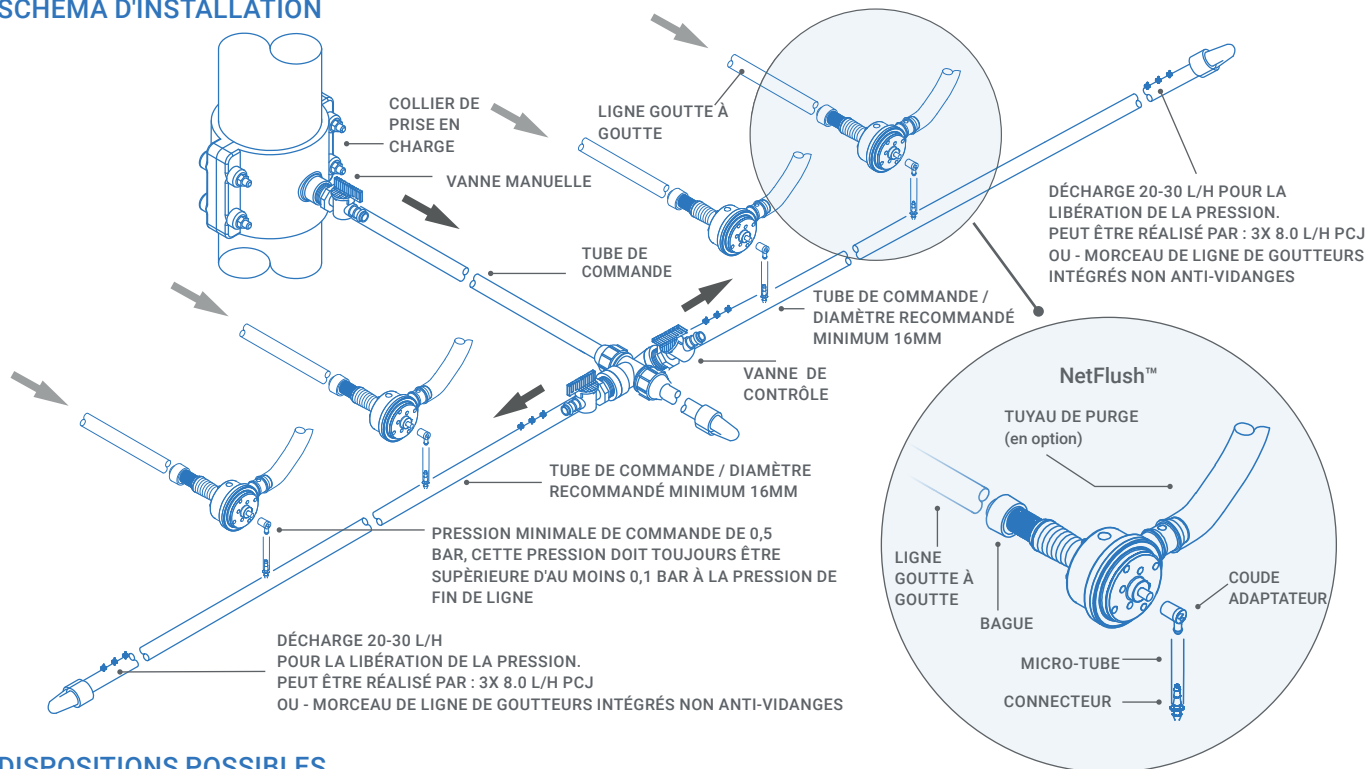 SCHÉMA D'INSTALLATION
COLLIER DE
PRISE EN
CHARGE
VANNE MANUELLE
TUBE DE
COMMANDE
LIGNE GOUTTE À
GOUTTE
DÉCHARGE 20-30 L/H POUR LA
LIBÉRATION DE LA PRESSION.
PEUT ÊTRE RÉALISÉ PAR : 3X 8.0 L/H PCJ
OU - MORCEAU DE LIGNE DE GOUTTEURS
INTÉGRÉS NON ANTI-VIDANGES
TUBE DE COMMANDE /
DIAMÈTRE RECOMMANDÉ
MINIMUM 16MM
VANNE DE
CONTRÔLE
TUBE DE COMMANDE / DIAMÈTRE
RECOMMANDÉ MINIMUM 16MM
PRESSION MINIMALE DE COMMANDE DE 0,5
BAR, CETTE PRESSION DOIT TOUJOURS ÊTRE
SUPÈRIEURE D'AU MOINS 0,1 BAR À LA PRESSION DE
FIN DE LIGNE
DÉCHARGE 20-30 L/H
POUR LA LIBÉRATION DE LA PRESSION.
PEUT ÊTRE RÉALISÉ PAR : 3X 8.0 L/H PCJ
OU - MORCEAU DE LIGNE DE GOUTTEURS INTÉGRÉS NON ANTI-VIDANGES
NetFlush™
TUYAU DE PURGE
(en option)
LIGNE
GOUTTE À
GOUTTE
BAGUE
COUDE
ADAPTATEUR
MICRO-TUBE
CONNECTEUR
DISPOSITIONS POSSIBLES